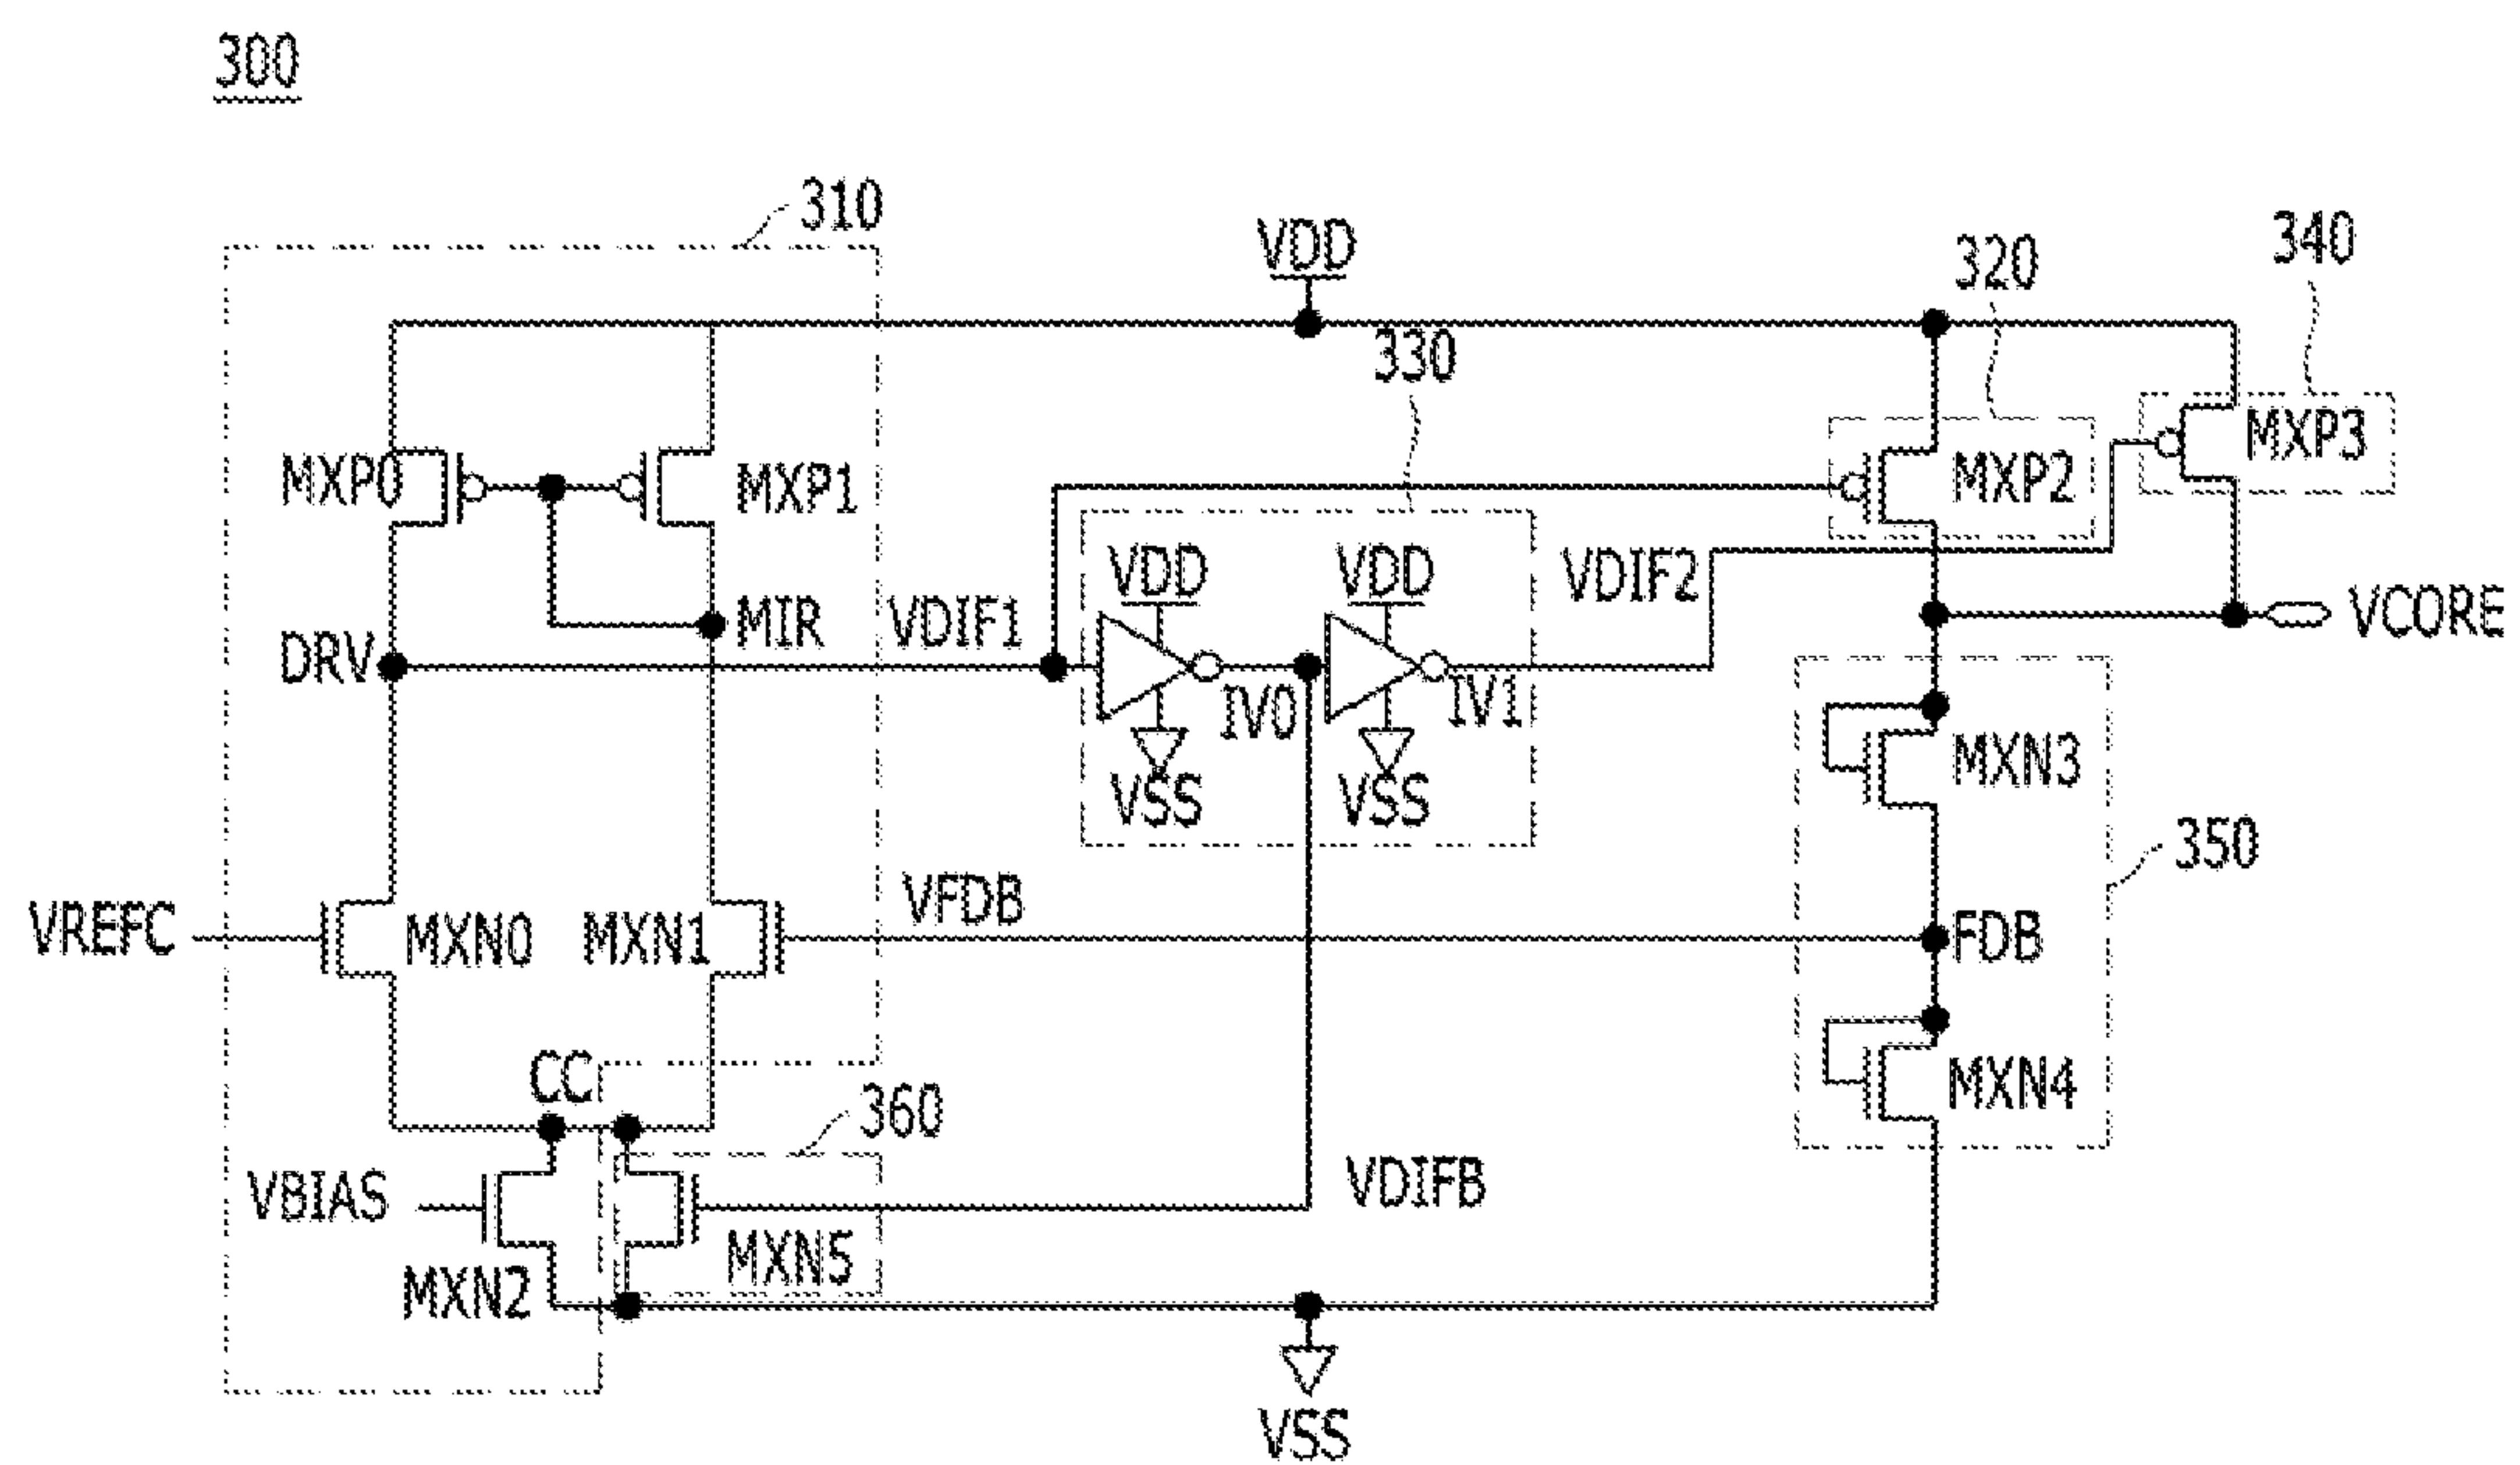 300
310
VDD
320
340
330
MXP0
MXP1
MXP2
MXP3
VDD
VDD
VDIF2
DRV
MIR
VDIF1
VCORE
IV0
IV1
VSS
VSS
MXN3
350
VREFC
MXN0
MXN1
VFDB
FDB
CC
360
MXN4
VBIAS
VDIFB
MXN2
MXN5
VSS